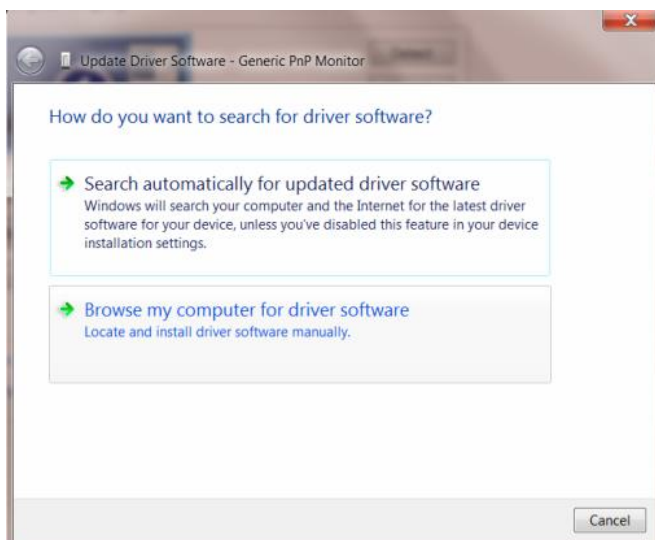 Update Driver Software - Generic PnP Monitor
How do you want to search for driver software?
Search automatically for updated driver software
Windows will search your computer and the Internet for the latest driver
software for your device, unless you've disabled this feature in your device
installation settings.
Browse my computer for driver software
Locate and install driver software manually.
Cancel